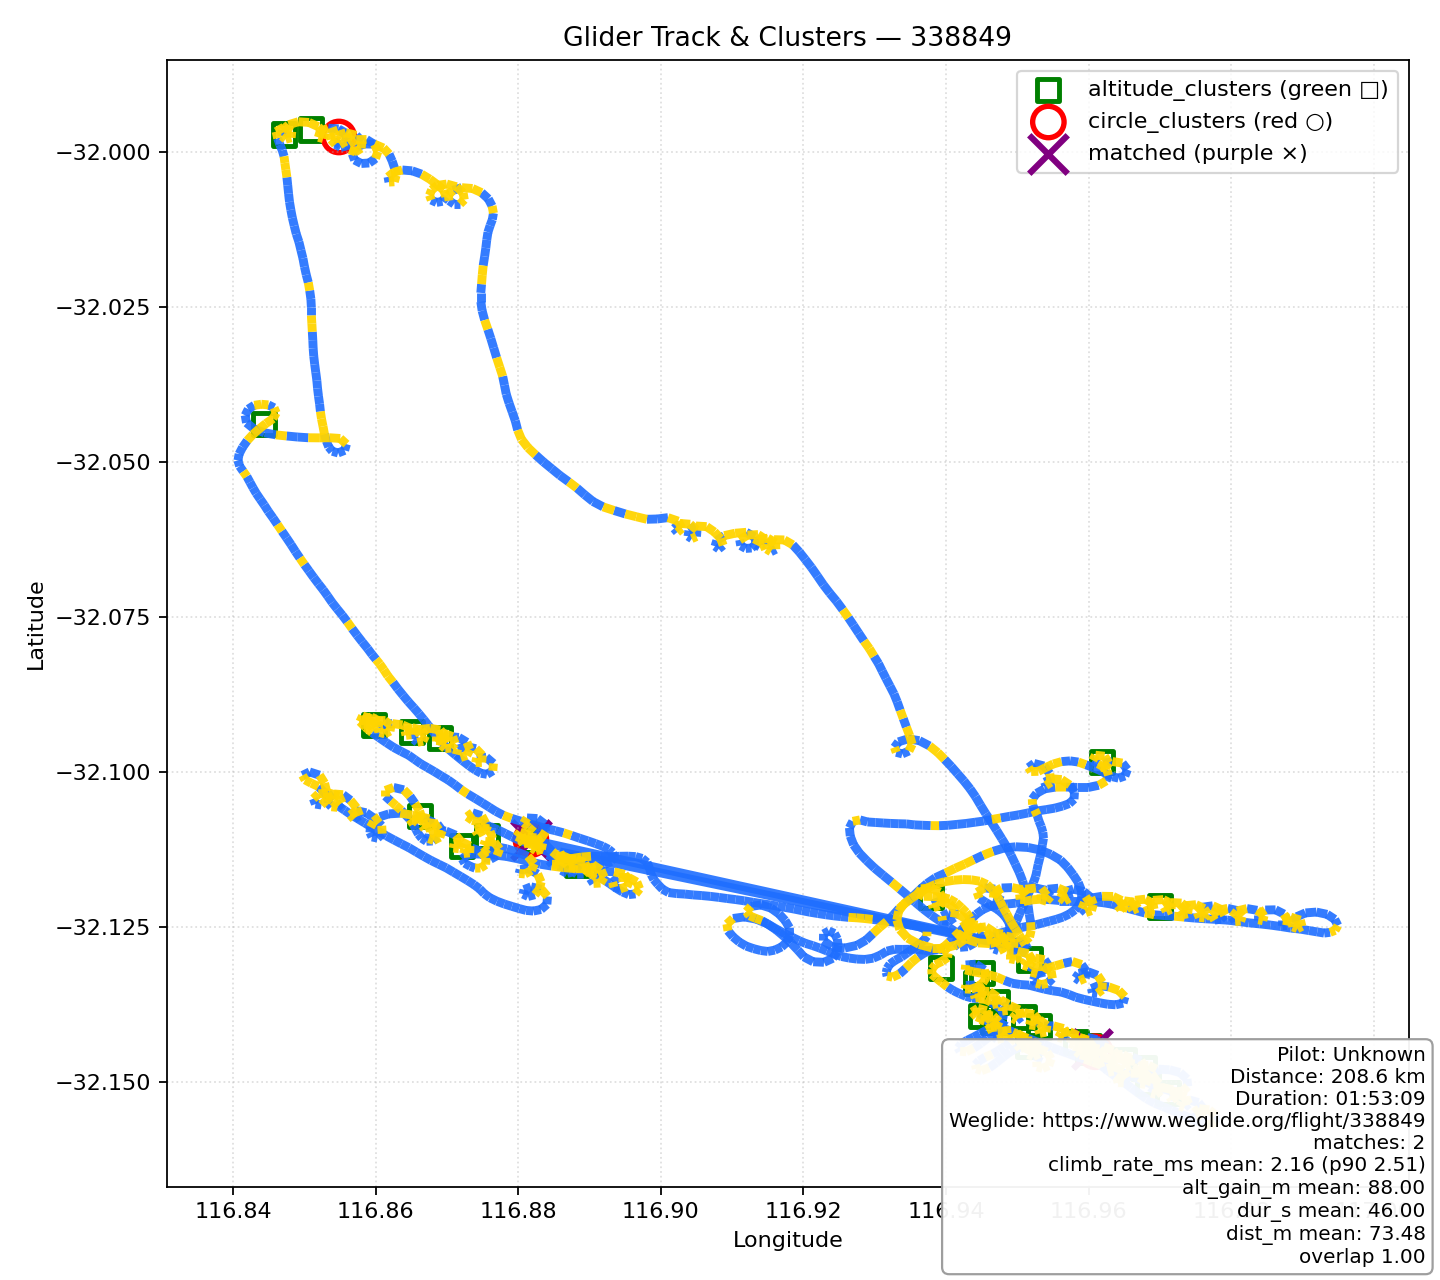 Glider Track & Clusters — 338849
altitude_clusters (green □)
circle_clusters (red ○)
matched (purple ×)
−32.000
−32.025
−32.050
−32.075
−32.100
−32.125
−32.150
Latitude
116.84
116.86
116.88
116.90
116.92
116.94
116.96
Longitude
Pilot: Unknown
Distance: 208.6 km
Duration: 01:53:09
Weglide: https://www.weglide.org/flight/338849
matches: 2
climb_rate_ms mean: 2.16 (p90 2.51)
alt_gain_m mean: 88.00
dur_s mean: 46.00
dist_m mean: 73.48
overlap 1.00